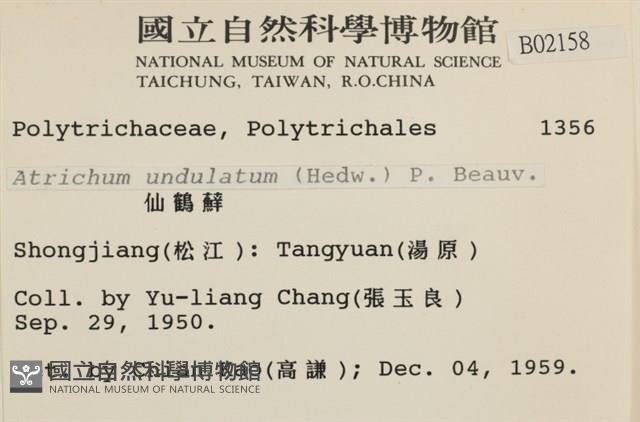 國立自然科學博物館
B02158
NATIONAL MUSEUM OF NATURAL SCIENCE
TAICHUNG, TAIWAN, R.O.CHINA
Polytrichaceae, Polytrichales 1356
Atrichum undulatum (Hedw.) P. Beauv.
仙鶴蘚
Shongjiang(松江): Tangyuan(湯原)
Coll. by Yu-liang Chang(張玉良)
Sep. 29, 1950.
by (高謙); Dec. 04, 1959.
國立自然科學博物館
NATIONAL MUSEUM OF NATURAL SCIENCE